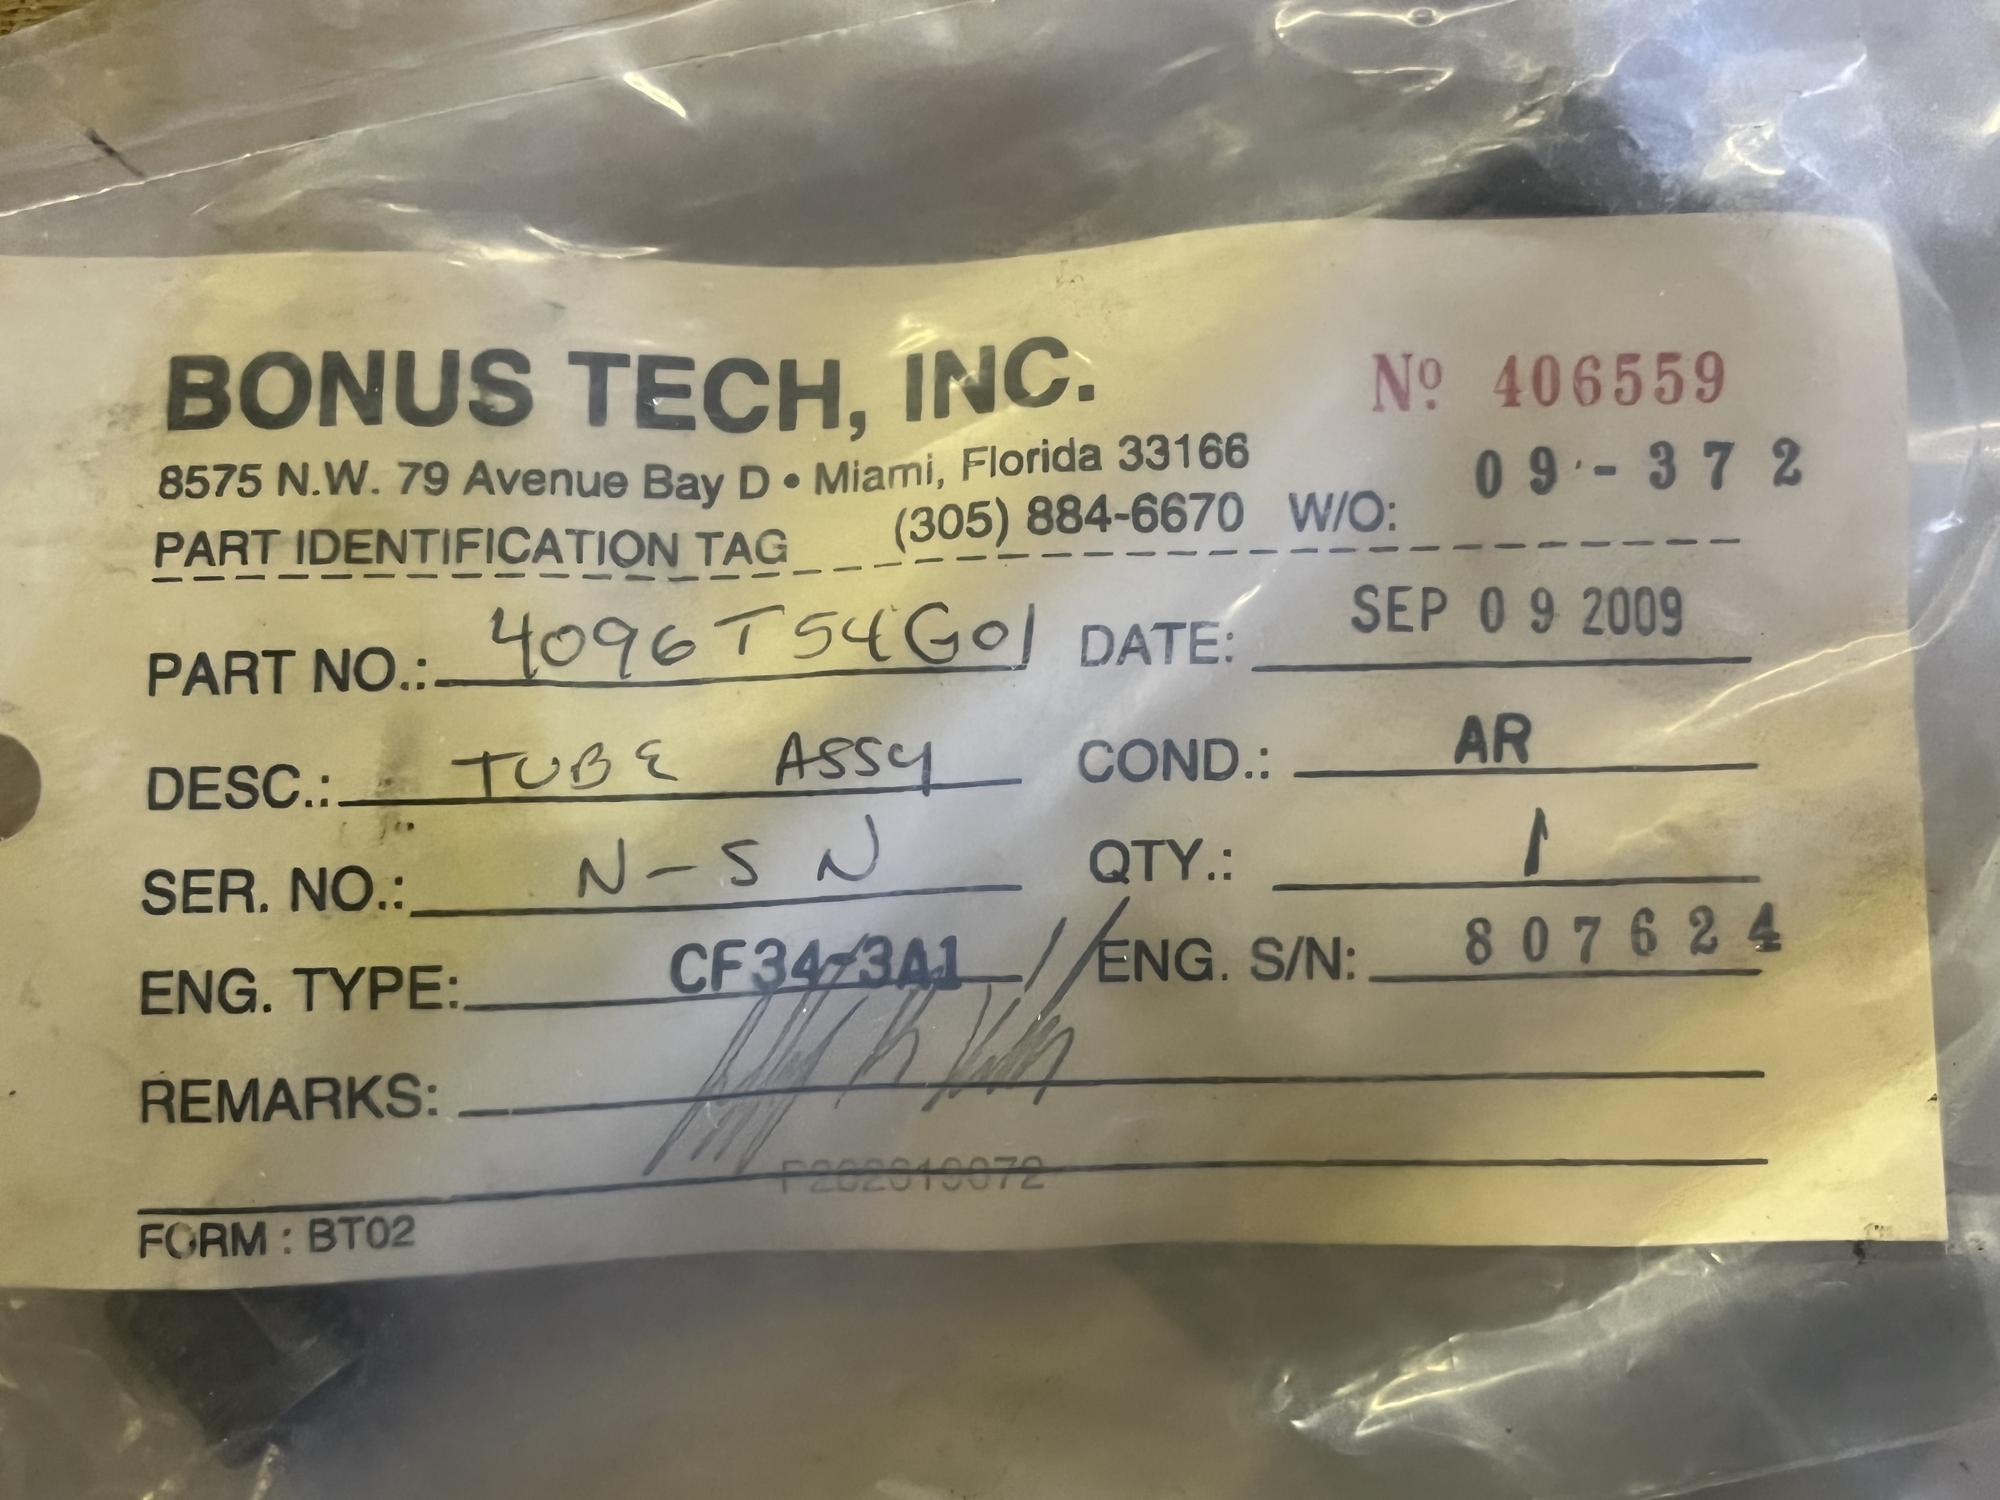 BONUS TECH, INC. Nº 406559
8575 N.W. 79 Avenue Bay D • Miami, Florida 33166
09-372
PART IDENTIFICATION TAG (305) 884-6670 W/O:
PART NO.: 4096T54G01 DATE: SEP 09 2009
DESC.: TUBE ASSY COND.: AR
SER. NO.: N-SN QTY.: 1
ENG. TYPE: CF34-3A1 ENG. S/N: 807624
REMARKS:
FORM : BT02